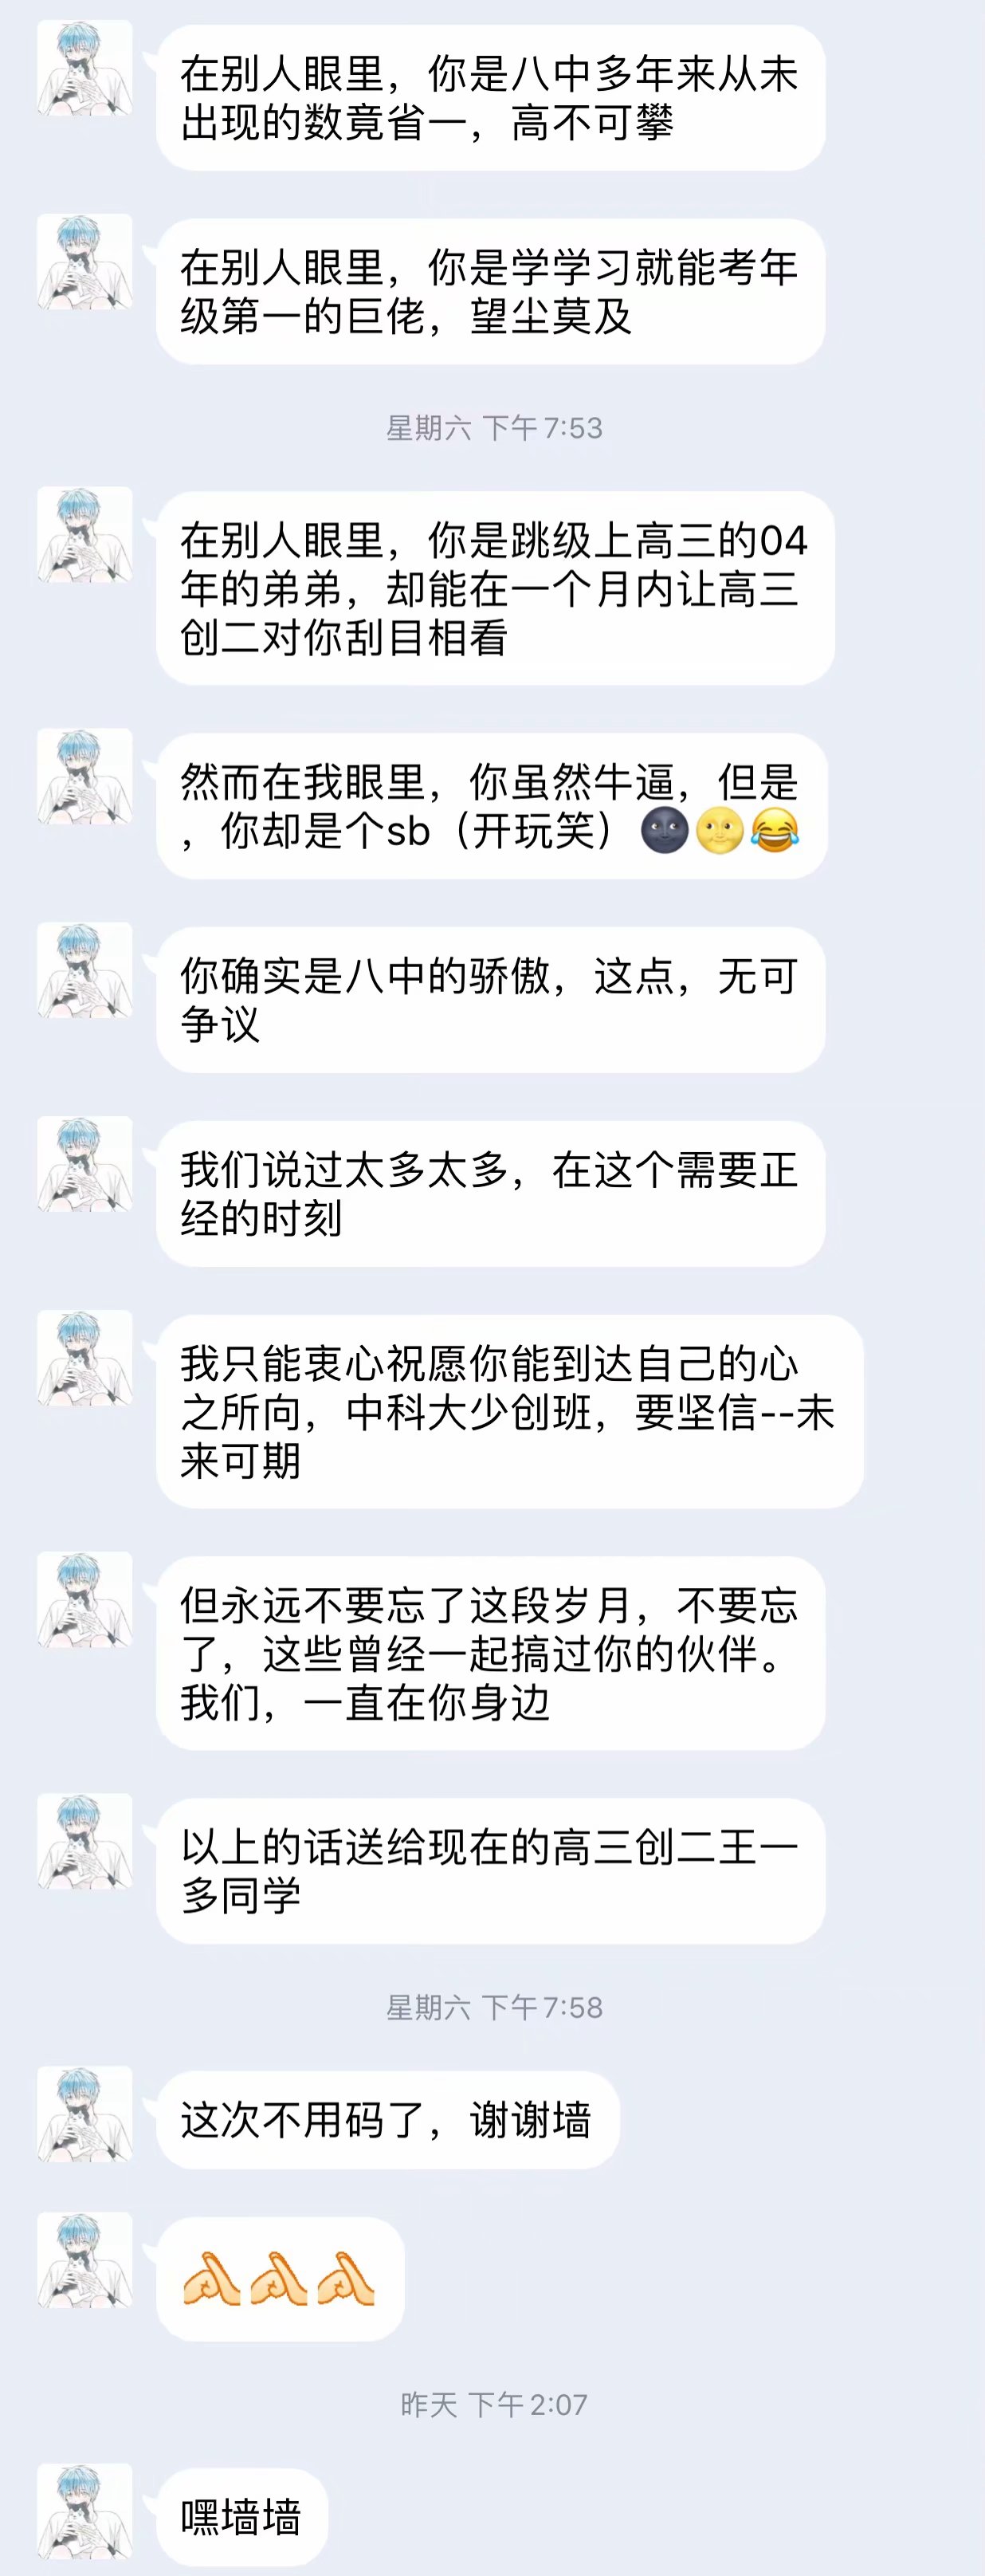 在别人眼里，你是八中多年来从未
出现的数竟省一，高不可攀
在别人眼里，你是学学习就能考年
级第一的巨佬，望尘莫及
星期六 下午7:53
在别人眼里，你是跳级上高三的04
年的弟弟，却能在一个月内让高三
创二对你刮目相看
然而在我眼里，你虽然牛逼，但是
，你却是个sb（开玩笑）🌚🌝😂
你确实是八中的骄傲，这点，无可
争议
我们说过太多太多，在这个需要正
经的时刻
我只能衷心祝愿你能到达自己的心
之所向，中科大少创班，要坚信--未
来可期
但永远不要忘了这段岁月，不要忘
了，这些曾经一起搞过你的伙伴。
我们，一直在你身边
以上的话送给现在的高三创二王一
多同学
星期六 下午7:58
这次不用码了，谢谢墙
昨天 下午2:07
嘿墙墙